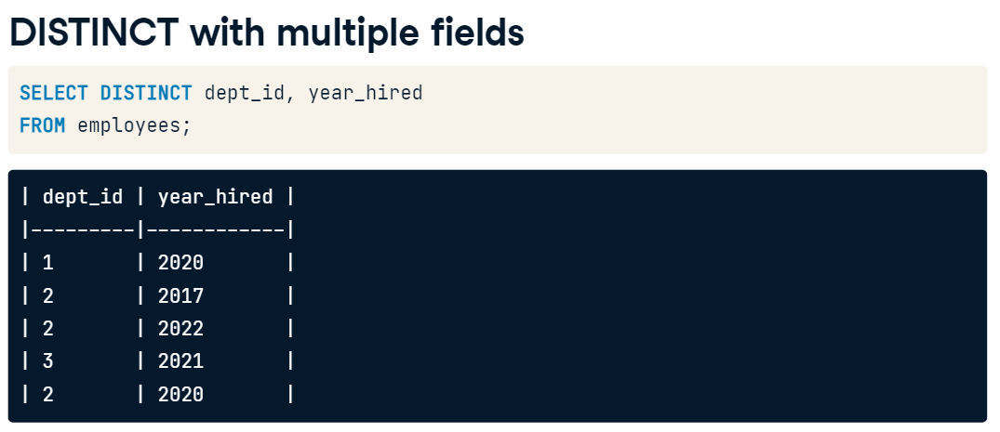 DISTINCT with multiple fields
SELECT DISTINCT dept_id, year_hired
FROM employees;
| dept_id | year_hired |
|---------|------------|
| 1       | 2020       |
| 2       | 2017       |
| 2       | 2022       |
| 3       | 2021       |
| 2       | 2020       |